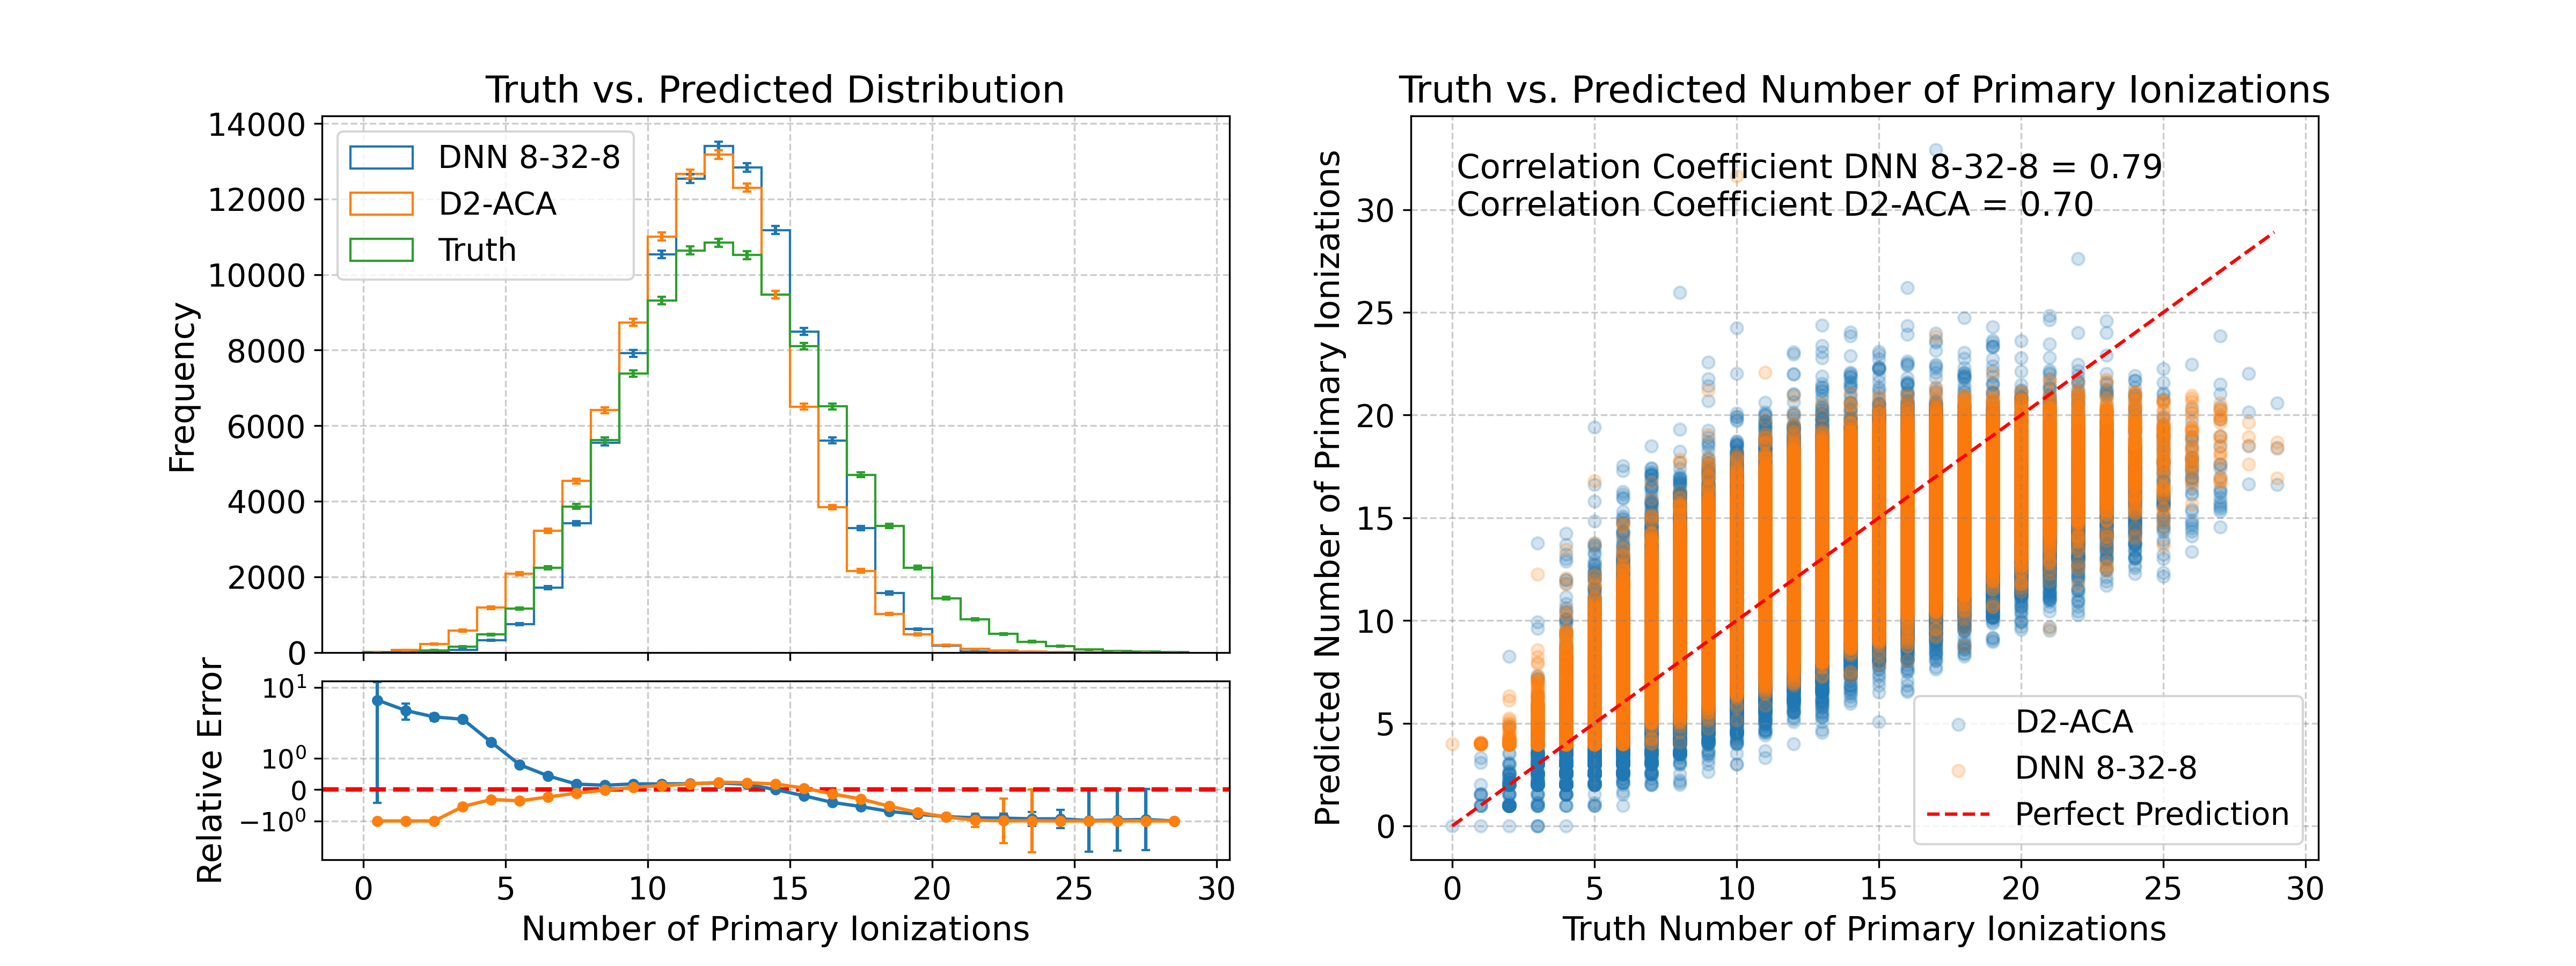 Truth vs. Predicted Distribution
14000
12000
10000
8000
6000
4000
2000
0
Frequency
DNN 8-32-8
D2-ACA
Truth
10¹
10⁰
0
−10⁰
Relative Error
0 5 10 15 20 25 30
Number of Primary Ionizations
Truth vs. Predicted Number of Primary Ionizations
Correlation Coefficient DNN 8-32-8 = 0.79
Correlation Coefficient D2-ACA = 0.70
30
25
20
15
10
5
0
Predicted Number of Primary Ionizations
D2-ACA
DNN 8-32-8
Perfect Prediction
0 5 10 15 20 25 30
Truth Number of Primary Ionizations